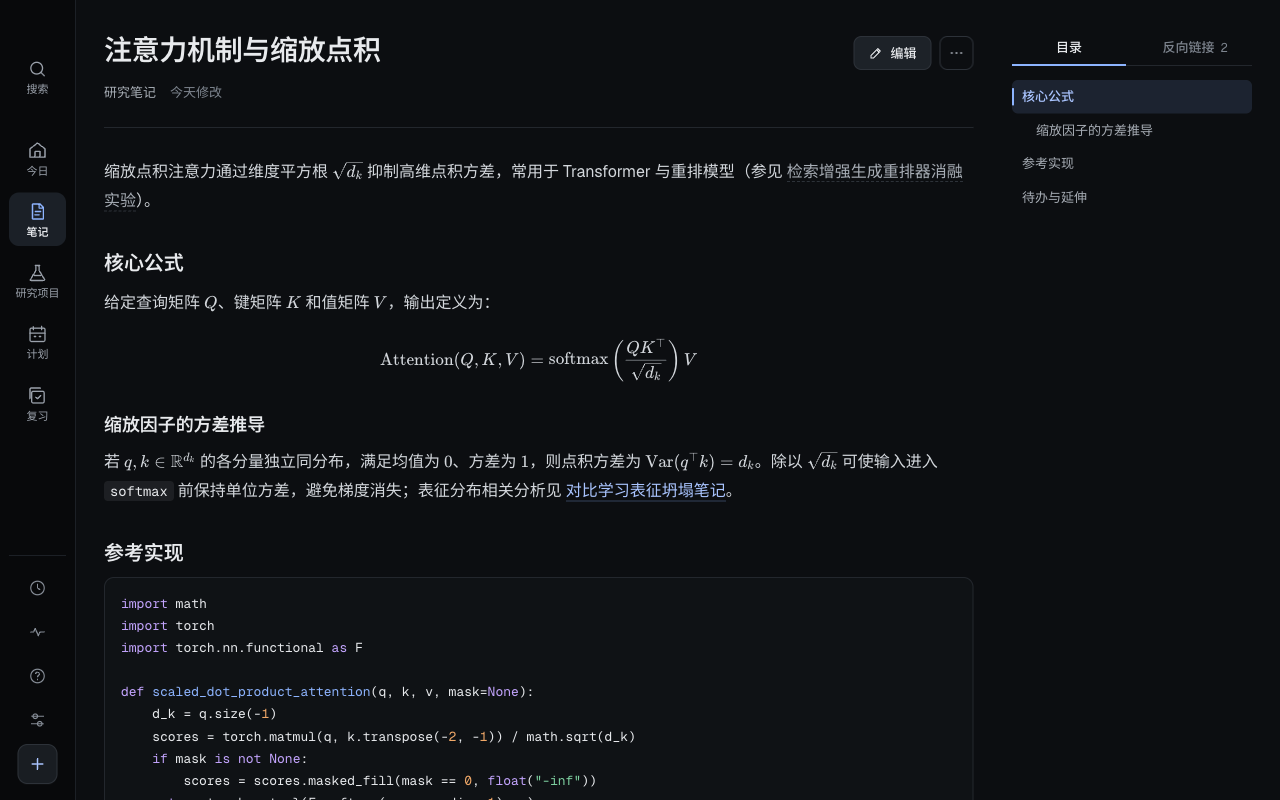 搜索
今日
笔记
研究项目
计划
复习
注意力机制与缩放点积
编辑
研究笔记 今天修改
缩放点积注意力通过维度平方根 √d_k 抑制高维点积方差，常用于 Transformer 与重排模型（参见 检索增强生成重排器消融
实验）。
核心公式
给定查询矩阵 Q、键矩阵 K 和值矩阵 V，输出定义为：
Attention(Q, K, V) = softmax(QK^⊤ / √d_k) V
缩放因子的方差推导
若 q, k ∈ ℝ^{d_k} 的各分量独立同分布，满足均值为 0、方差为 1，则点积方差为 Var(q^⊤k) = d_k。除以 √d_k 可使输入进入
softmax 前保持单位方差，避免梯度消失；表征分布相关分析见 对比学习表征坍塌笔记。
参考实现
import math
import torch
import torch.nn.functional as F
def scaled_dot_product_attention(q, k, v, mask=None):
    d_k = q.size(-1)
    scores = torch.matmul(q, k.transpose(-2, -1)) / math.sqrt(d_k)
    if mask is not None:
        scores = scores.masked_fill(mask == 0, float("-inf"))
目录
反向链接 2
核心公式
缩放因子的方差推导
参考实现
待办与延伸